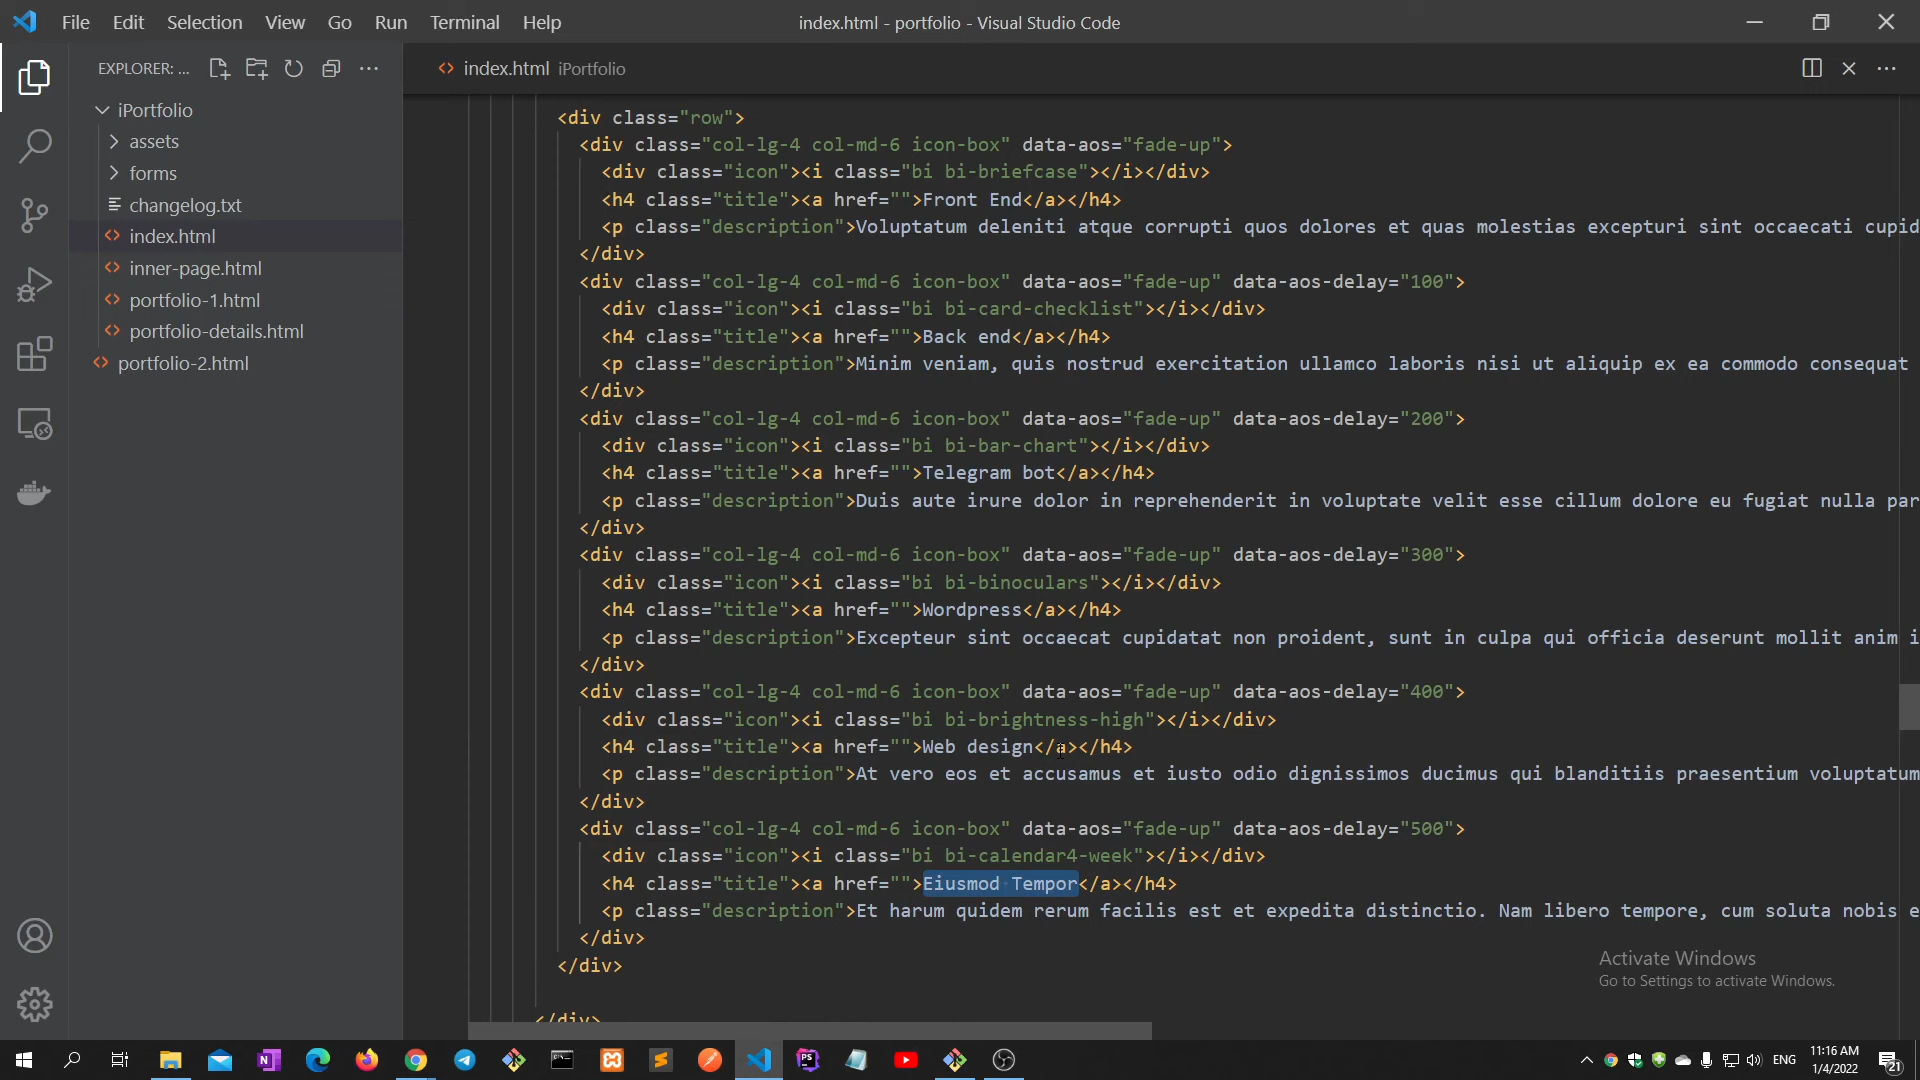 File Edit Selection View Go Run Terminal Help
index.html - portfolio - Visual Studio Code
EXPLORER: ...
index.html iPortfolio
iPortfolio
assets
forms
changelog.txt
index.html
inner-page.html
portfolio-1.html
portfolio-details.html
portfolio-2.html
<div class="row">
<div class="col-lg-4 col-md-6 icon-box" data-aos="fade-up">
<div class="icon"><i class="bi bi-briefcase"></i></div>
<h4 class="title"><a href="">Front End</a></h4>
<p class="description">Voluptatum deleniti atque corrupti quos dolores et quas molestias excepturi sint occaecati cupid
</div>
<div class="col-lg-4 col-md-6 icon-box" data-aos="fade-up" data-aos-delay="100">
<div class="icon"><i class="bi bi-card-checklist"></i></div>
<h4 class="title"><a href="">Back end</a></h4>
<p class="description">Minim veniam, quis nostrud exercitation ullamco laboris nisi ut aliquip ex ea commodo consequat
</div>
<div class="col-lg-4 col-md-6 icon-box" data-aos="fade-up" data-aos-delay="200">
<div class="icon"><i class="bi bi-bar-chart"></i></div>
<h4 class="title"><a href="">Telegram bot</a></h4>
<p class="description">Duis aute irure dolor in reprehenderit in voluptate velit esse cillum dolore eu fugiat nulla par
</div>
<div class="col-lg-4 col-md-6 icon-box" data-aos="fade-up" data-aos-delay="300">
<div class="icon"><i class="bi bi-binoculars"></i></div>
<h4 class="title"><a href="">Wordpress</a></h4>
<p class="description">Excepteur sint occaecat cupidatat non proident, sunt in culpa qui officia deserunt mollit anim i
</div>
<div class="col-lg-4 col-md-6 icon-box" data-aos="fade-up" data-aos-delay="400">
<div class="icon"><i class="bi bi-brightness-high"></i></div>
<h4 class="title"><a href="">Web design</a></h4>
<p class="description">At vero eos et accusamus et iusto odio dignissimos ducimus qui blanditiis praesentium voluptatum
</div>
<div class="col-lg-4 col-md-6 icon-box" data-aos="fade-up" data-aos-delay="500">
<div class="icon"><i class="bi bi-calendar4-week"></i></div>
<h4 class="title"><a href="">Eiusmod Tempor</a></h4>
<p class="description">Et harum quidem rerum facilis est et expedita distinctio. Nam libero tempore, cum soluta nobis e
</div>
</div>
</div>
Activate Windows
Go to Settings to activate Windows.
ENG
11:16 AM
1/4/2022
21